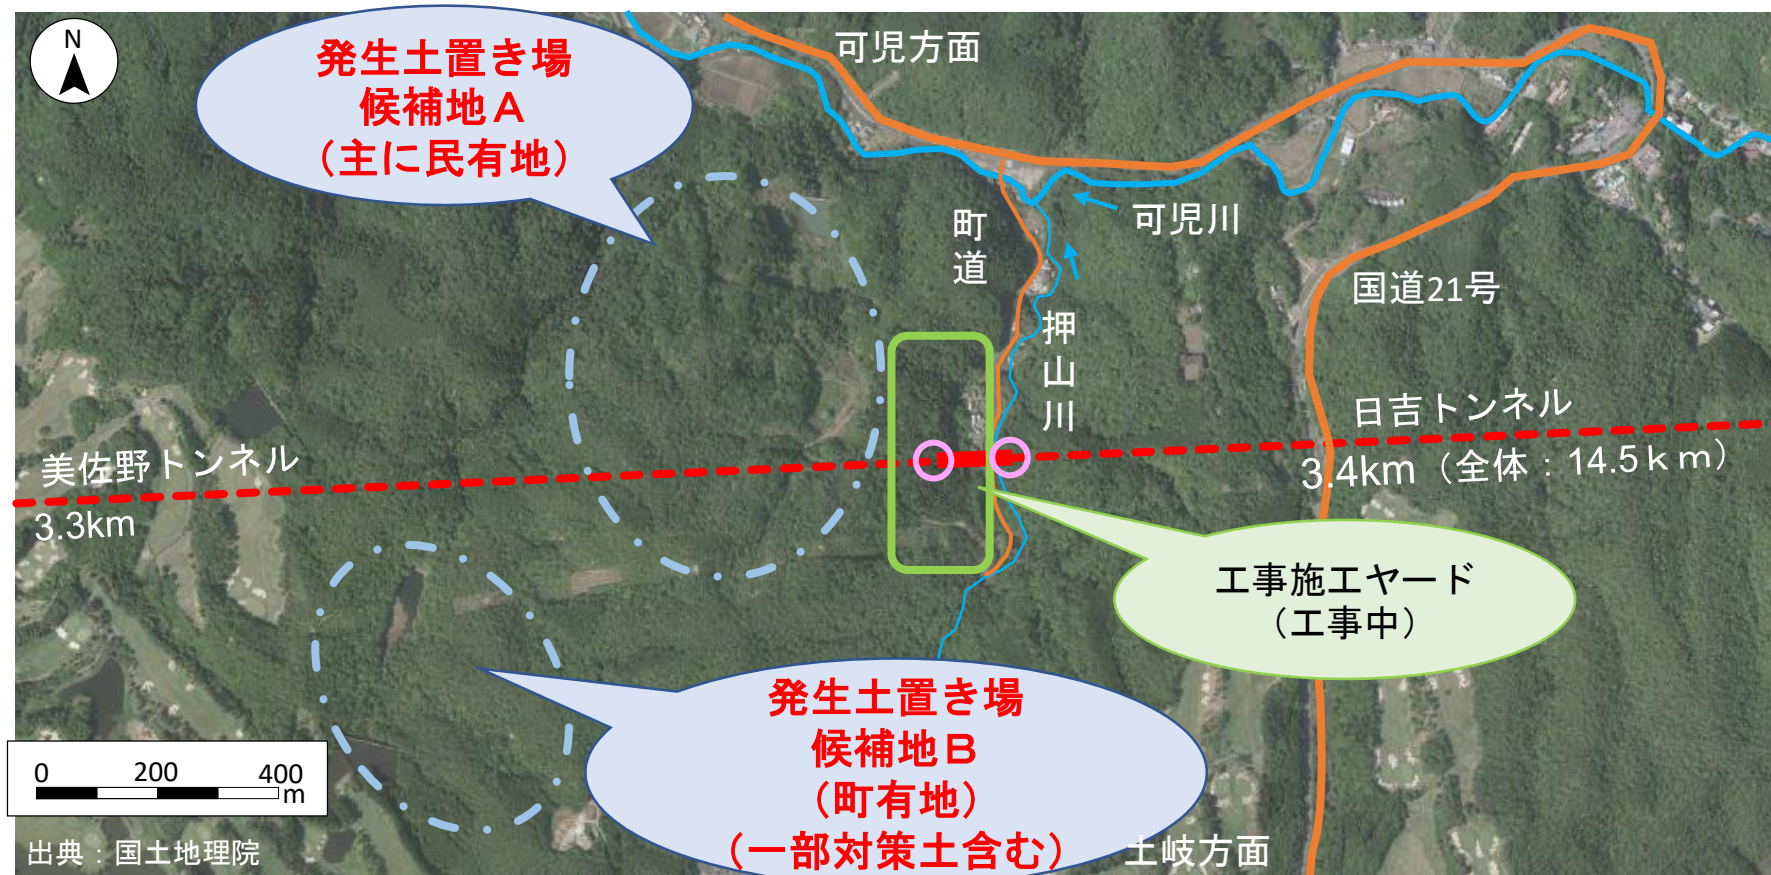 N
発生土置き場
候補地A
（主に民有地）
可児方面
町道
可児川
国道21号
押山川
日吉トンネル
3.4km（全体：14.5ｋｍ）
美佐野トンネル
3.3km
工事施工ヤード
（工事中）
発生土置き場
候補地B
（町有地）
（一部対策土含む）
土岐方面
0 200 400
m
出典：国土地理院